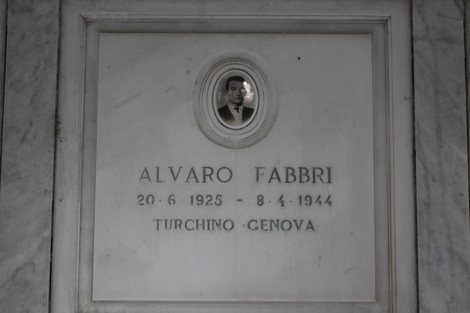 ALVARO FABBRI
20·6·1925 - 8·4·1944
TURCHINO·GENOVA